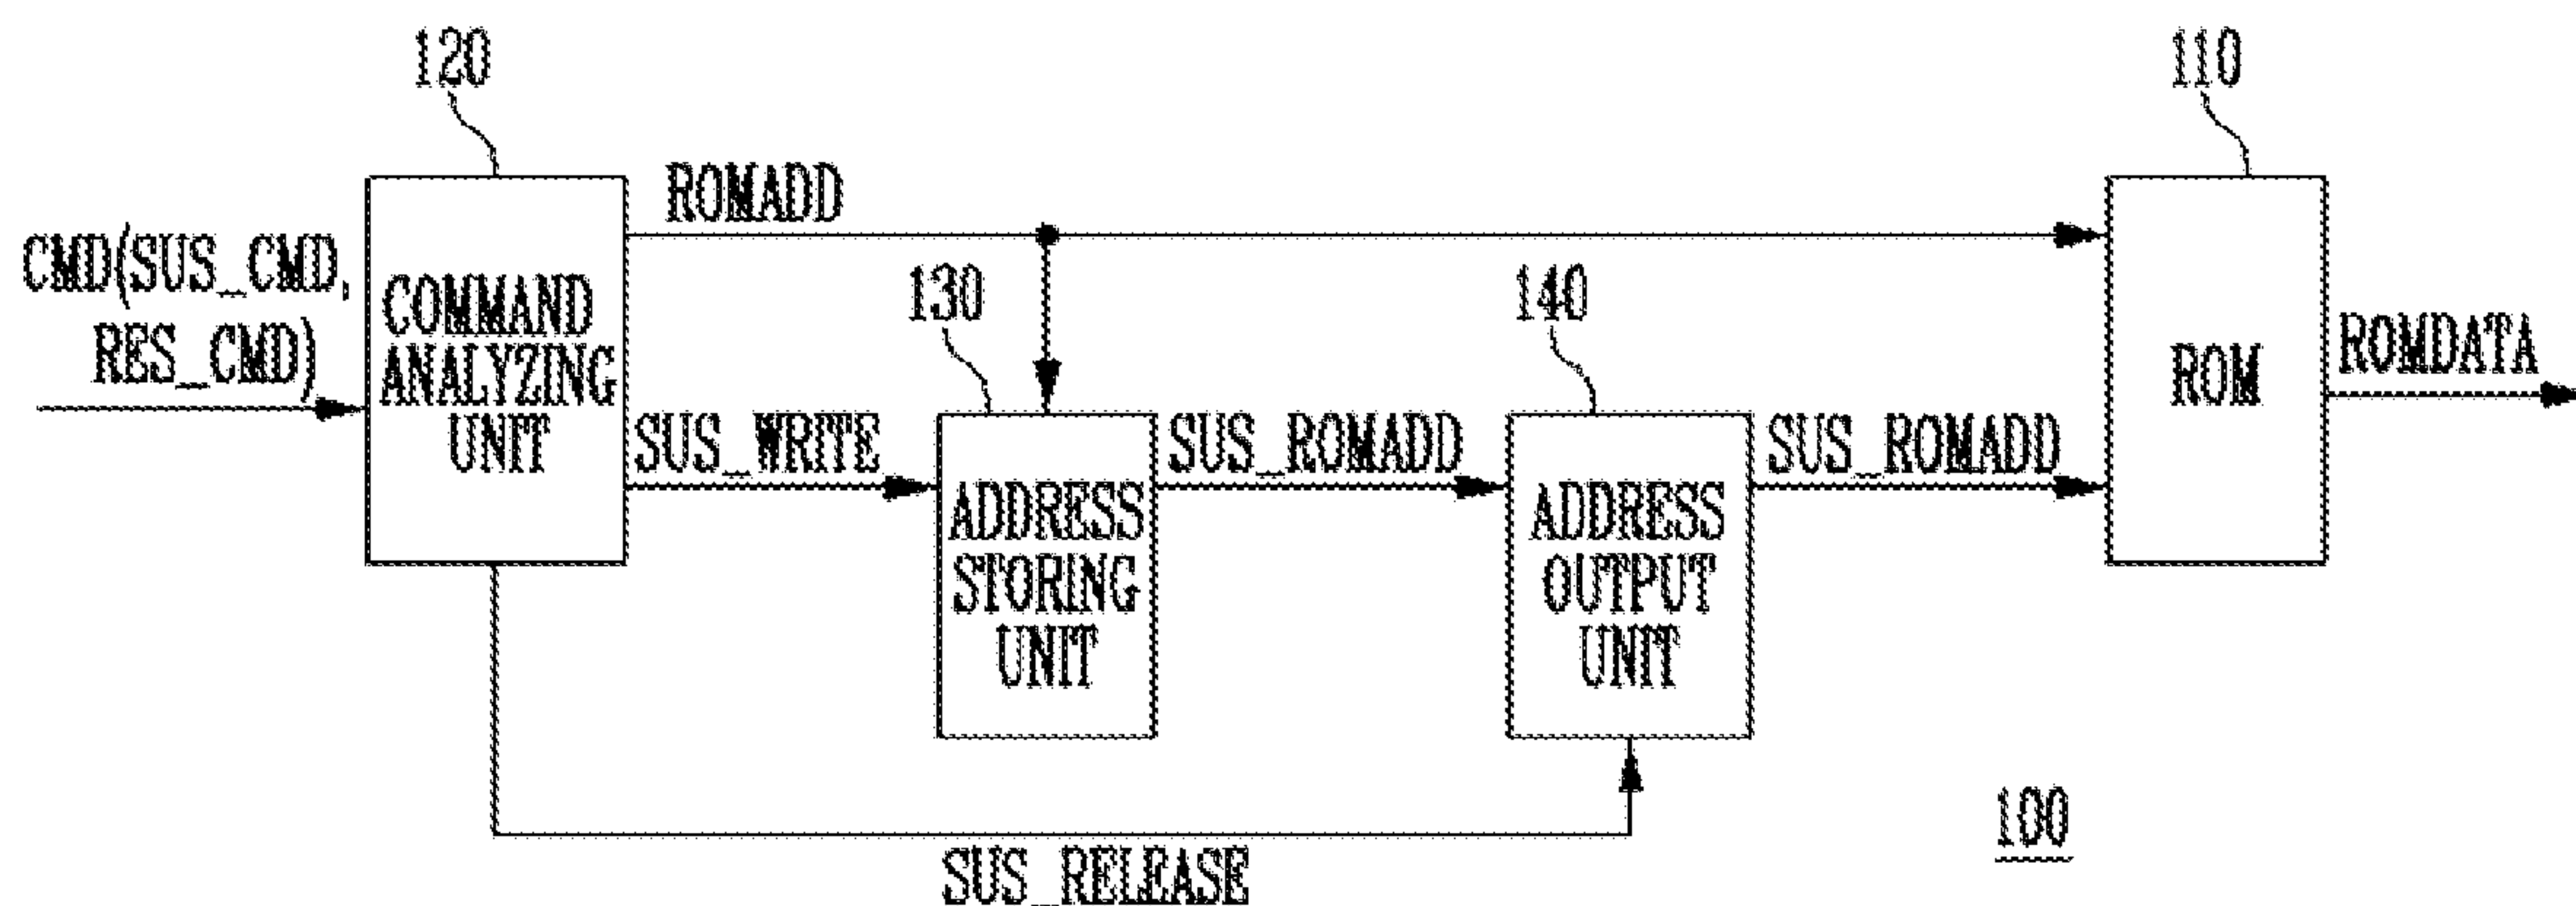 120
110
ROMADD
CMD(SUS_CMD,
RES_CMD)
COMMAND
ANALYZING
UNIT
130
140
ROM
ROMDATA
SUS_WRITE
SUS_ROMADD
SUS_ROMADD
ADDRESS
STORING
UNIT
ADDRESS
OUTPUT
UNIT
100
SUS_RELEASE